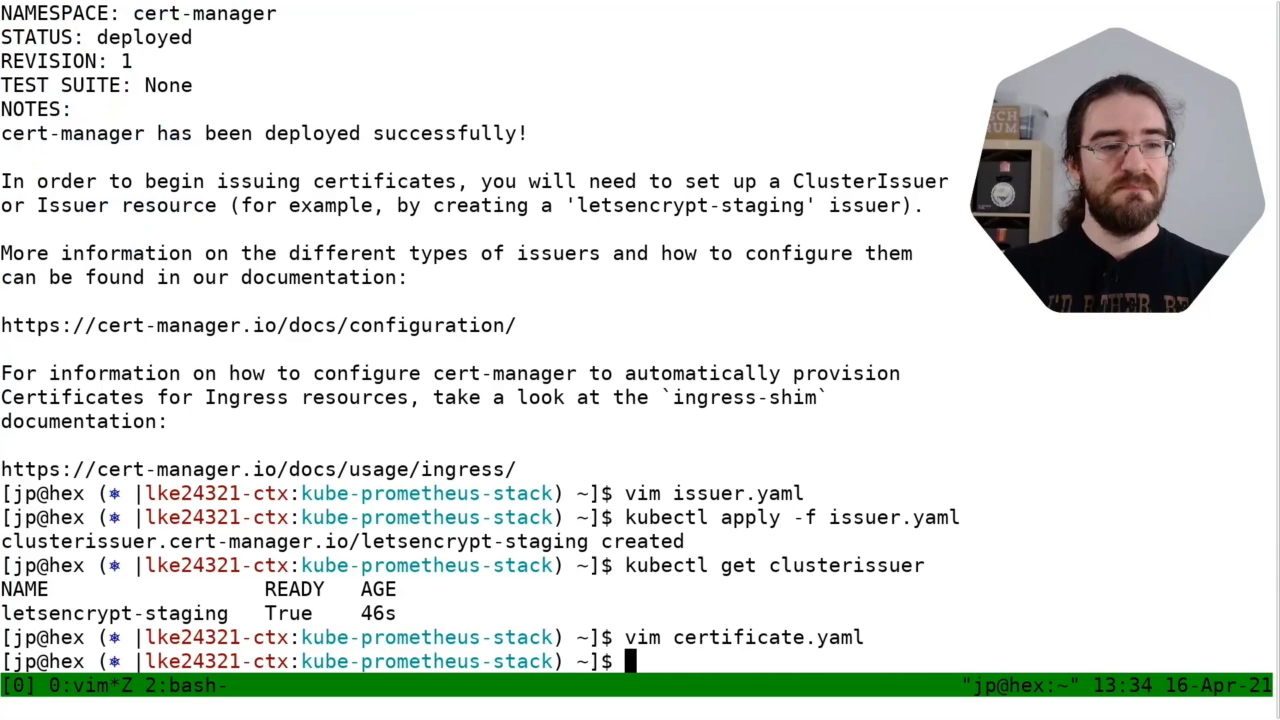 NAMESPACE: cert-manager
STATUS: deployed
REVISION: 1
TEST SUITE: None
NOTES:
cert-manager has been deployed successfully!
In order to begin issuing certificates, you will need to set up a ClusterIssuer
or Issuer resource (for example, by creating a 'letsencrypt-staging' issuer).
More information on the different types of issuers and how to configure them
can be found in our documentation:
https://cert-manager.io/docs/configuration/
For information on how to configure cert-manager to automatically provision
Certificates for Ingress resources, take a look at the `ingress-shim`
documentation:
https://cert-manager.io/docs/usage/ingress/
[jp@hex (⎈ |lke24321-ctx:kube-prometheus-stack) ~]$ vim issuer.yaml
[jp@hex (⎈ |lke24321-ctx:kube-prometheus-stack) ~]$ kubectl apply -f issuer.yaml
clusterissuer.cert-manager.io/letsencrypt-staging created
[jp@hex (⎈ |lke24321-ctx:kube-prometheus-stack) ~]$ kubectl get clusterissuer
NAME READY AGE
letsencrypt-staging True 46s
[jp@hex (⎈ |lke24321-ctx:kube-prometheus-stack) ~]$ vim certificate.yaml
[jp@hex (⎈ |lke24321-ctx:kube-prometheus-stack) ~]$
[0] 0:vim*Z 2:bash- "jp@hex:~" 13:34 16-Apr-21